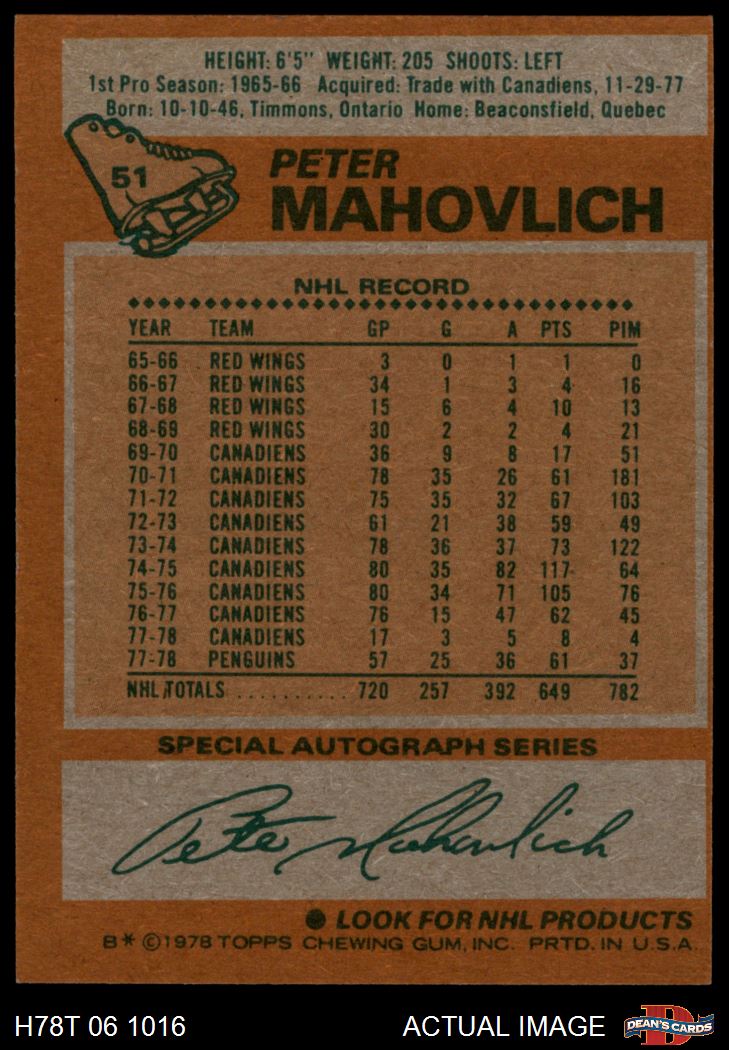 HEIGHT: 6'5" WEIGHT: 205 SHOOTS: LEFT
1st Pro Season: 1965-66 Acquired: Trade with Canadiens, 11-29-77
Born: 10-10-46, Timmons, Ontario Home: Beaconsfield, Quebec
51
PETER
MAHOVLICH
NHL RECORD
YEAR TEAM GP G A PTS PIM
65-66 RED WINGS 3 0 1 1 0
66-67 RED WINGS 34 1 3 4 16
67-68 RED WINGS 15 6 4 10 13
68-69 RED WINGS 30 2 2 4 21
69-70 CANADIENS 36 9 8 17 51
70-71 CANADIENS 78 35 26 61 181
71-72 CANADIENS 75 35 32 67 103
72-73 CANADIENS 61 21 38 59 49
73-74 CANADIENS 78 36 37 73 122
74-75 CANADIENS 80 35 82 117 64
75-76 CANADIENS 80 34 71 105 76
76-77 CANADIENS 76 15 47 62 45
77-78 CANADIENS 17 3 5 8 4
77-78 PENGUINS 57 25 36 61 37
NHL TOTALS .......... 720 257 392 649 782
SPECIAL AUTOGRAPH SERIES
Pete Mahovlich
● LOOK FOR NHL PRODUCTS
B* ©1978 TOPPS CHEWING GUM, INC. PRTD. IN U.S.A.
H78T 06 1016 ACTUAL IMAGE DEAN'S CARDS